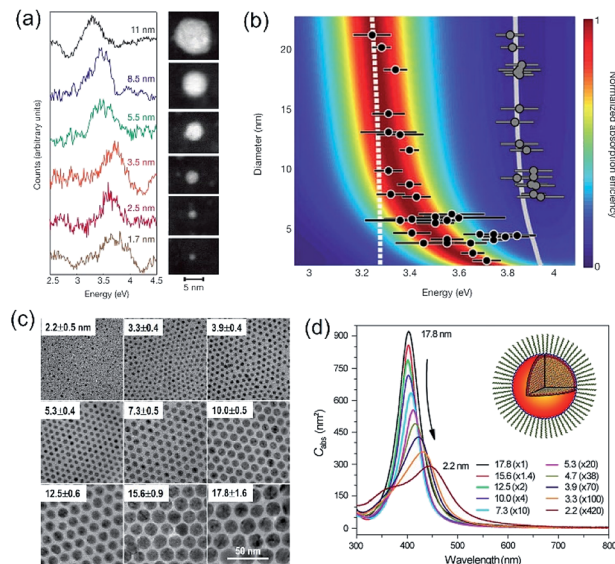 (a)
11 nm
8.5 nm
5.5 nm
3.5 nm
2.5 nm
1.7 nm
Counts (arbitrary units)
2.5 3.0 3.5 4.0 4.5
Energy (eV)
5 nm
(b)
20
15
10
5
Diameter (nm)
3 3.2 3.4 3.6 3.8 4
Energy (eV)
1
0
Normalized absorption efficiency
(c)
2.2±0.5 nm
3.3±0.4
3.9±0.4
5.3±0.4
7.3±0.5
10.0±0.5
12.5±0.6
15.6±0.9
17.8±1.6
50 nm
(d)
900
750
600
450
300
150
0
C abs (nm²)
17.8 nm
2.2 nm
17.8 (x1)
15.6 (x1.4)
12.5 (x2)
10.0 (x4)
7.3 (x10)
5.3 (x20)
4.7 (x38)
3.9 (x70)
3.3 (x100)
2.2 (x420)
300 400 500 600 700 800
Wavelength (nm)